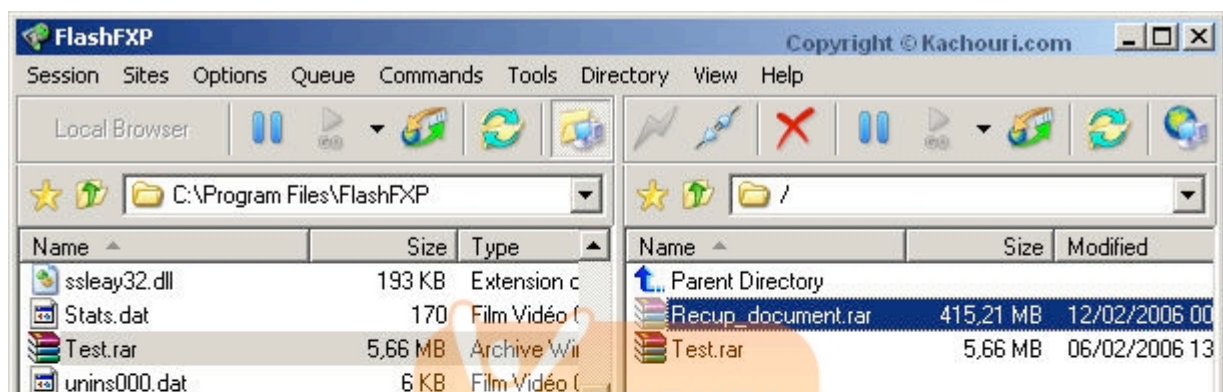 FlashFXP Copyright © Kachouri.com
Session Sites Options Queue Commands Tools Directory View Help
Local Browser
C:\Program Files\FlashFXP /
Name Size Type Name Size Modified
ssleay32.dll 193 KB Extension Parent Directory
Stats.dat 170 Film Vidéo Recup_document.rar 415,21 MB 12/02/2006 00
Test.rar 5,66 MB Archive Test.rar 5,66 MB 06/02/2006 13
unins000.dat 6 KB Film Vidéo